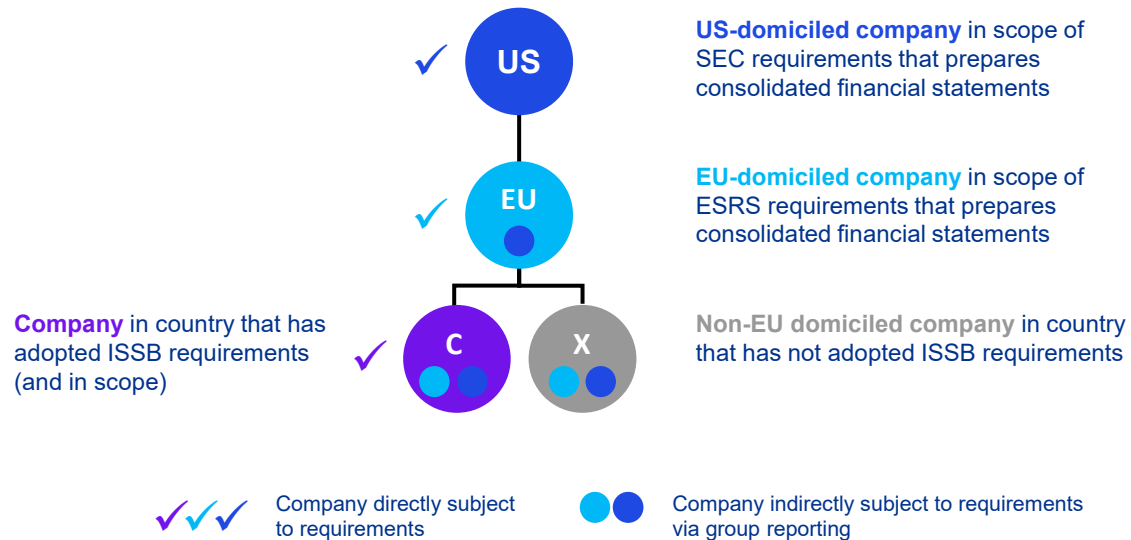 US
US-domiciled company in scope of
SEC requirements that prepares
consolidated financial statements
EU
EU-domiciled company in scope of
ESRS requirements that prepares
consolidated financial statements
Company in country that has
adopted ISSB requirements
(and in scope)
C
X
Non-EU domiciled company in country
that has not adopted ISSB requirements
Company directly subject
to requirements
Company indirectly subject to requirements
via group reporting